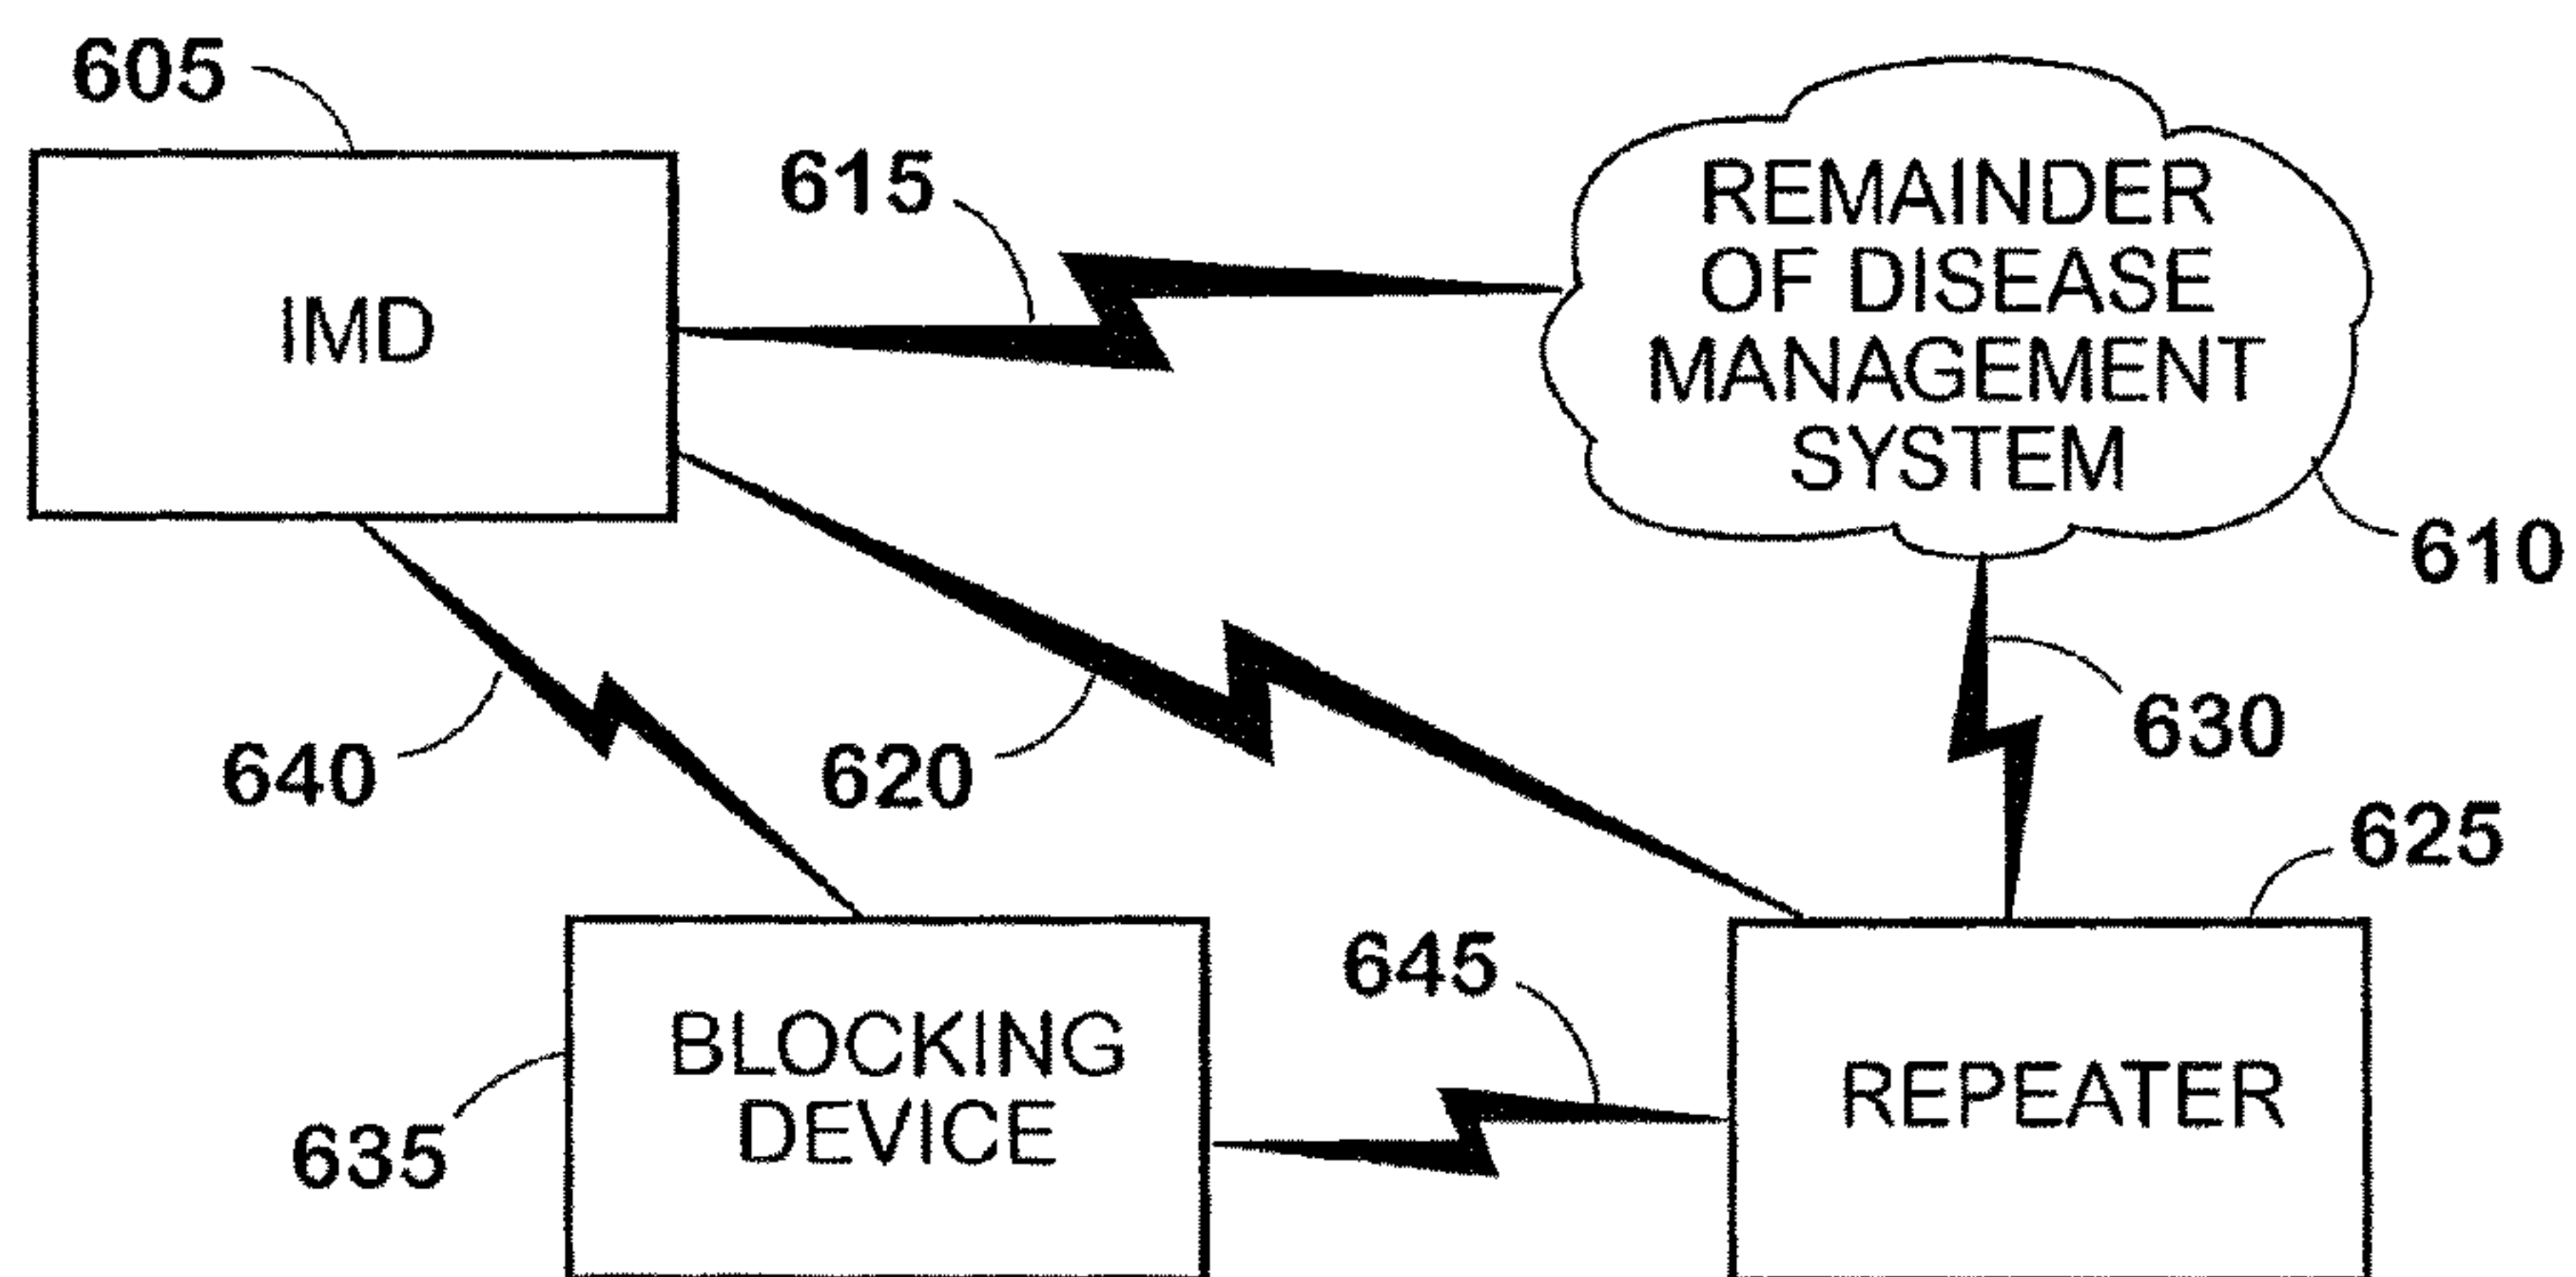 605
IMD
615
REMAINDER
OF DISEASE
MANAGEMENT
SYSTEM
610
640
620
630
625
BLOCKING
DEVICE
635
645
REPEATER